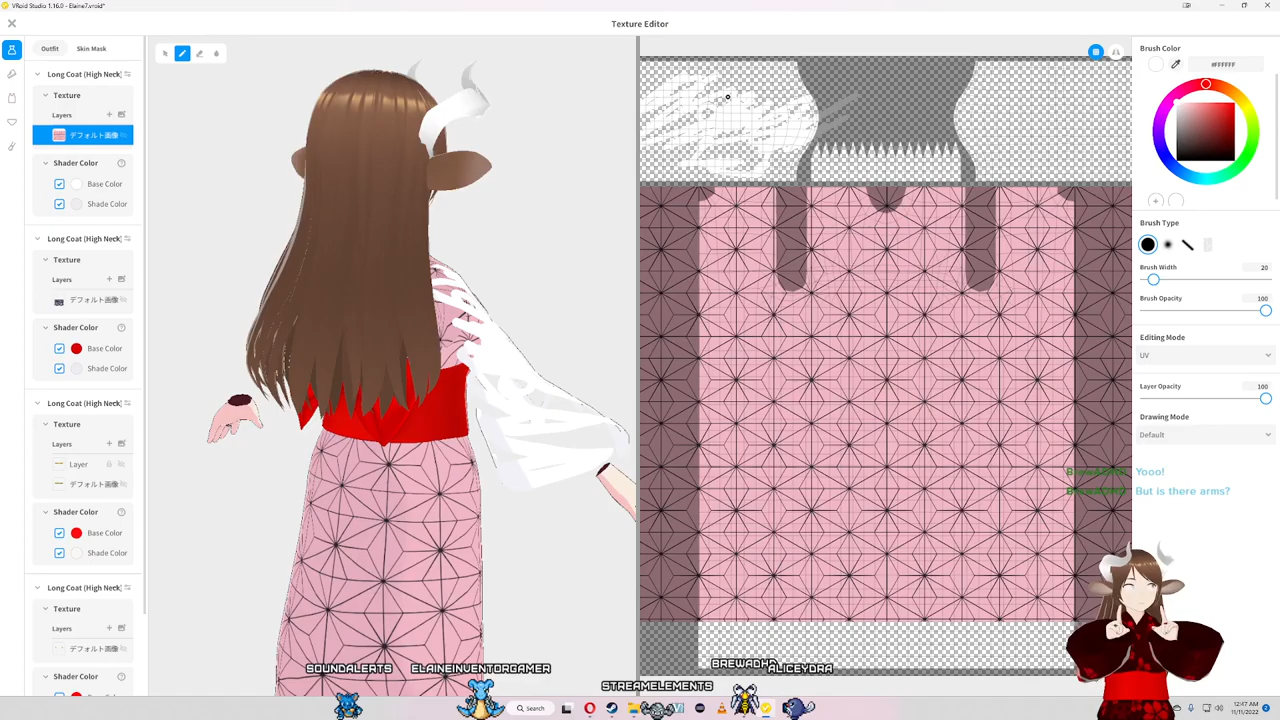 VRoid Studio 1.16.0 - Elaine7.vroid*
Texture Editor
Outfit
Skin Mask
Long Coat (High Neck)
Texture
Layers
デフォルト画像
Shader Color
Base Color
Shade Color
Long Coat (High Neck)
Texture
Layers
デフォルト画像
Shader Color
Base Color
Shade Color
Long Coat (High Neck)
Texture
Layers
Layer
デフォルト画像
Shader Color
Base Color
Shade Color
Long Coat (High Neck)
Texture
Layers
デフォルト画像
Shader Color
Brush Color
#FFFFFF
Brush Type
Brush Width
20
Brush Opacity
100
Editing Mode
UV
Layer Opacity
100
Drawing Mode
Default
Yooo!
But is there arms?
SOUNDALERTS
ELAINEINVENTORGAMER
STREAMELEMENTS
ALICEYDRA
Search
12:47 AM
11/11/2022